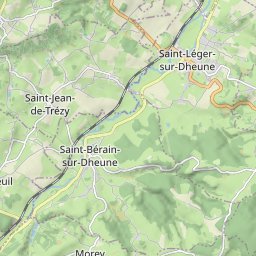 Saint-Léger-
sur-Dheune
Saint-Jean-
de-Trézy
Saint-Bérain-
sur-Dheune
euil
Morey